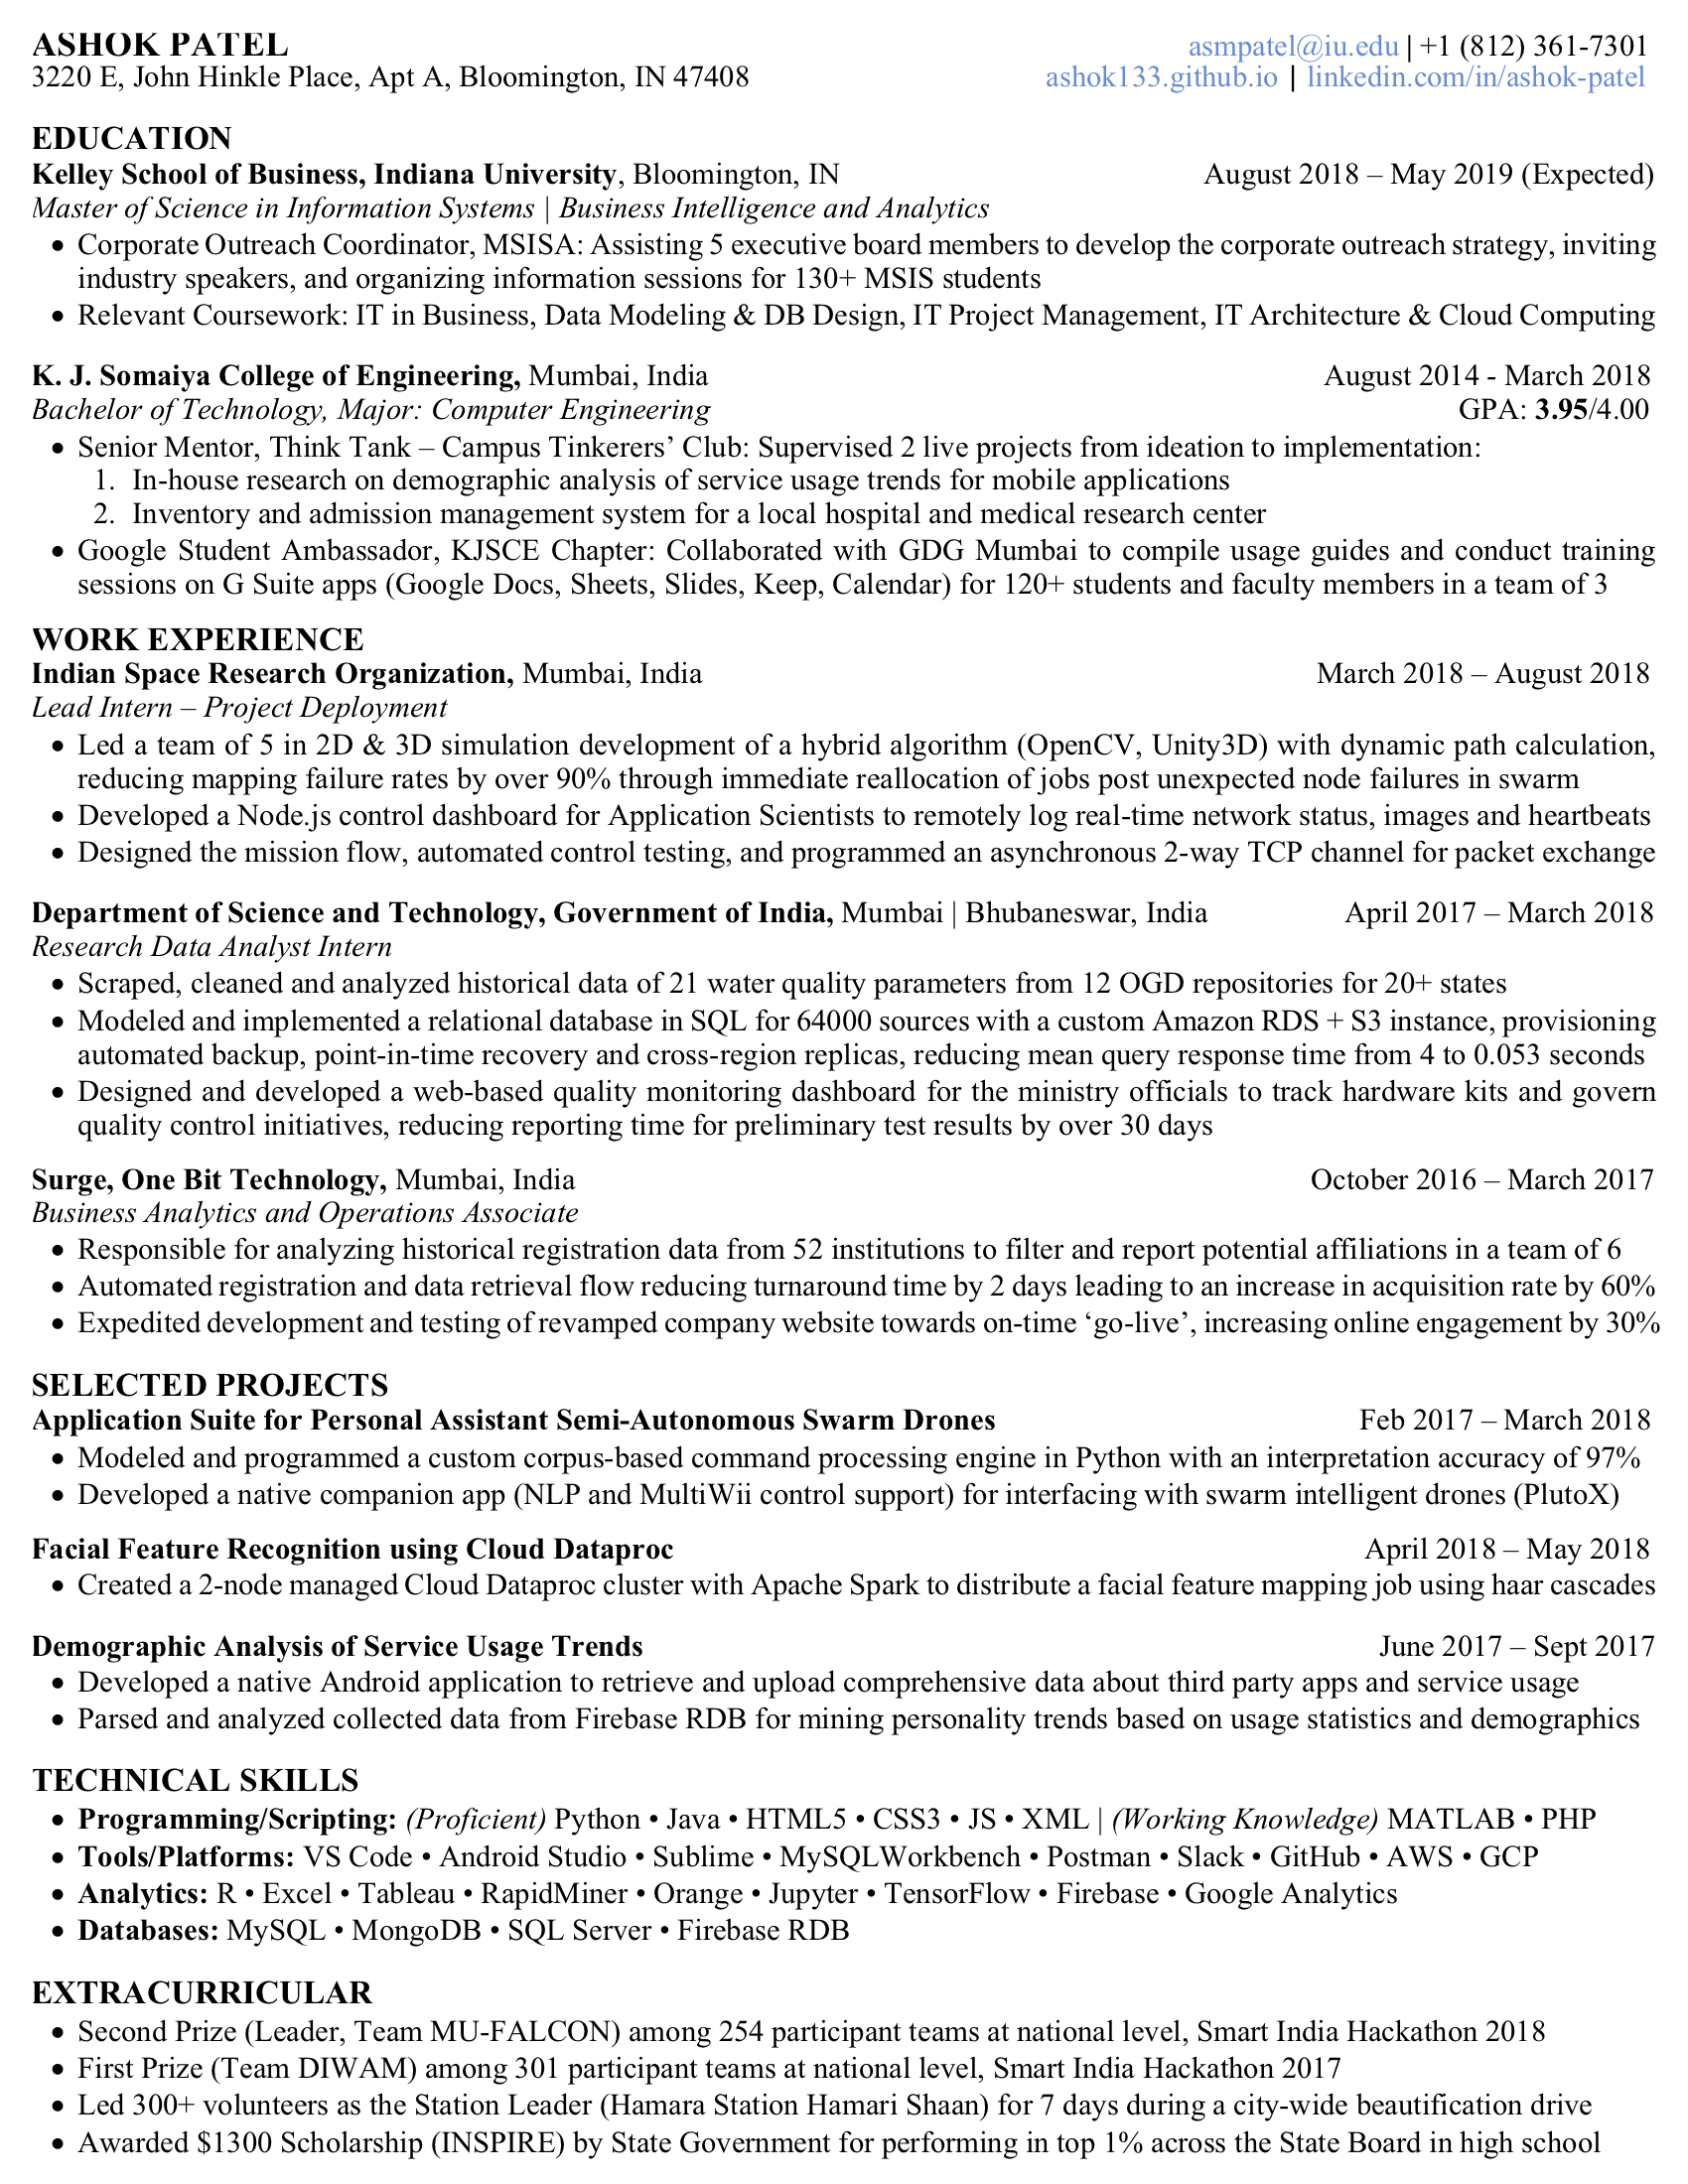 ASHOK PATEL asmpatel@iu.edu | +1 (812) 361-7301
3220 E, John Hinkle Place, Apt A, Bloomington, IN 47408 ashok133.github.io | linkedin.com/in/ashok-patel
EDUCATION
Kelley School of Business, Indiana University, Bloomington, IN August 2018 – May 2019 (Expected)
Master of Science in Information Systems | Business Intelligence and Analytics
• Corporate Outreach Coordinator, MSISA: Assisting 5 executive board members to develop the corporate outreach strategy, inviting
industry speakers, and organizing information sessions for 130+ MSIS students
• Relevant Coursework: IT in Business, Data Modeling & DB Design, IT Project Management, IT Architecture & Cloud Computing
K. J. Somaiya College of Engineering, Mumbai, India August 2014 - March 2018
Bachelor of Technology, Major: Computer Engineering GPA: 3.95/4.00
• Senior Mentor, Think Tank – Campus Tinkerers’ Club: Supervised 2 live projects from ideation to implementation:
1. In-house research on demographic analysis of service usage trends for mobile applications
2. Inventory and admission management system for a local hospital and medical research center
• Google Student Ambassador, KJSCE Chapter: Collaborated with GDG Mumbai to compile usage guides and conduct training
sessions on G Suite apps (Google Docs, Sheets, Slides, Keep, Calendar) for 120+ students and faculty members in a team of 3
WORK EXPERIENCE
Indian Space Research Organization, Mumbai, India March 2018 – August 2018
Lead Intern – Project Deployment
• Led a team of 5 in 2D & 3D simulation development of a hybrid algorithm (OpenCV, Unity3D) with dynamic path calculation,
reducing mapping failure rates by over 90% through immediate reallocation of jobs post unexpected node failures in swarm
• Developed a Node.js control dashboard for Application Scientists to remotely log real-time network status, images and heartbeats
• Designed the mission flow, automated control testing, and programmed an asynchronous 2-way TCP channel for packet exchange
Department of Science and Technology, Government of India, Mumbai | Bhubaneswar, India April 2017 – March 2018
Research Data Analyst Intern
• Scraped, cleaned and analyzed historical data of 21 water quality parameters from 12 OGD repositories for 20+ states
• Modeled and implemented a relational database in SQL for 64000 sources with a custom Amazon RDS + S3 instance, provisioning
automated backup, point-in-time recovery and cross-region replicas, reducing mean query response time from 4 to 0.053 seconds
• Designed and developed a web-based quality monitoring dashboard for the ministry officials to track hardware kits and govern
quality control initiatives, reducing reporting time for preliminary test results by over 30 days
Surge, One Bit Technology, Mumbai, India October 2016 – March 2017
Business Analytics and Operations Associate
• Responsible for analyzing historical registration data from 52 institutions to filter and report potential affiliations in a team of 6
• Automated registration and data retrieval flow reducing turnaround time by 2 days leading to an increase in acquisition rate by 60%
• Expedited development and testing of revamped company website towards on-time ‘go-live’, increasing online engagement by 30%
SELECTED PROJECTS
Application Suite for Personal Assistant Semi-Autonomous Swarm Drones Feb 2017 – March 2018
• Modeled and programmed a custom corpus-based command processing engine in Python with an interpretation accuracy of 97%
• Developed a native companion app (NLP and MultiWii control support) for interfacing with swarm intelligent drones (PlutoX)
Facial Feature Recognition using Cloud Dataproc April 2018 – May 2018
• Created a 2-node managed Cloud Dataproc cluster with Apache Spark to distribute a facial feature mapping job using haar cascades
Demographic Analysis of Service Usage Trends June 2017 – Sept 2017
• Developed a native Android application to retrieve and upload comprehensive data about third party apps and service usage
• Parsed and analyzed collected data from Firebase RDB for mining personality trends based on usage statistics and demographics
TECHNICAL SKILLS
• Programming/Scripting: (Proficient) Python • Java • HTML5 • CSS3 • JS • XML | (Working Knowledge) MATLAB • PHP
• Tools/Platforms: VS Code • Android Studio • Sublime • MySQLWorkbench • Postman • Slack • GitHub • AWS • GCP
• Analytics: R • Excel • Tableau • RapidMiner • Orange • Jupyter • TensorFlow • Firebase • Google Analytics
• Databases: MySQL • MongoDB • SQL Server • Firebase RDB
EXTRACURRICULAR
• Second Prize (Leader, Team MU-FALCON) among 254 participant teams at national level, Smart India Hackathon 2018
• First Prize (Team DIWAM) among 301 participant teams at national level, Smart India Hackathon 2017
• Led 300+ volunteers as the Station Leader (Hamara Station Hamari Shaan) for 7 days during a city-wide beautification drive
• Awarded $1300 Scholarship (INSPIRE) by State Government for performing in top 1% across the State Board in high school